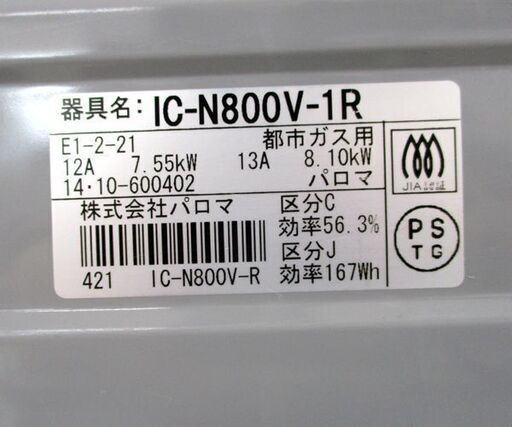 器具名: IC-N800V-1R
E1-2-21 都市ガス用
12A 7.55kW 13A 8.10kW
14・10-600402 パロマ
JIA
株式会社パロマ
421 IC-N800V-R
区分C
効率56.3%
区分J
効率167Wh
PS
TG